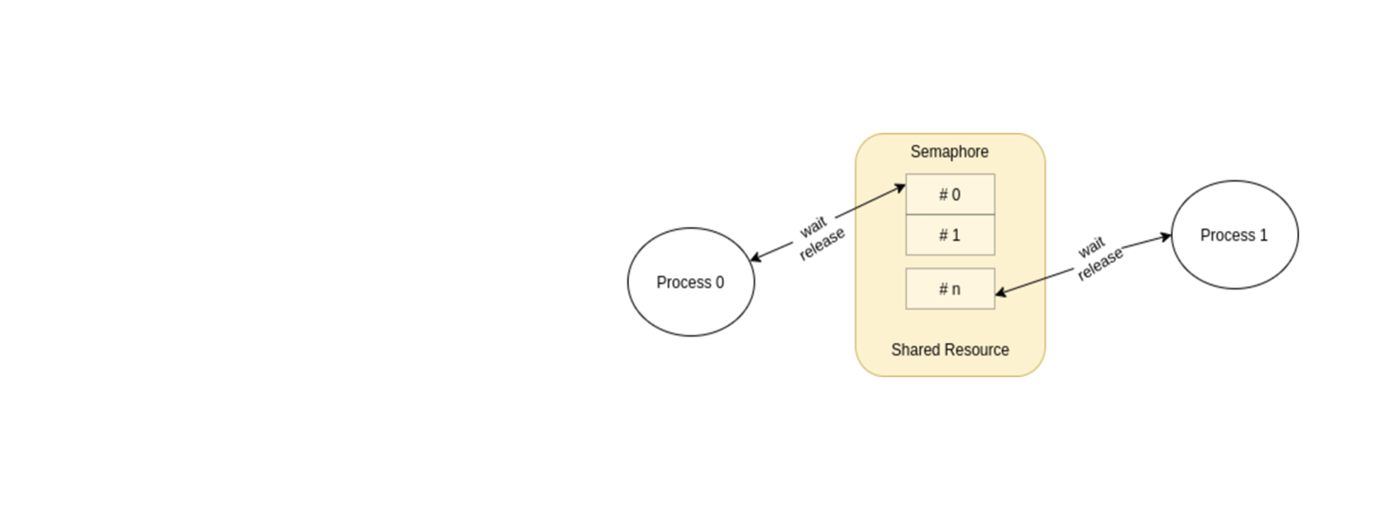 Semaphore
# 0
# 1
# n
Shared Resource
wait
release
Process 0
wait
release
Process 1